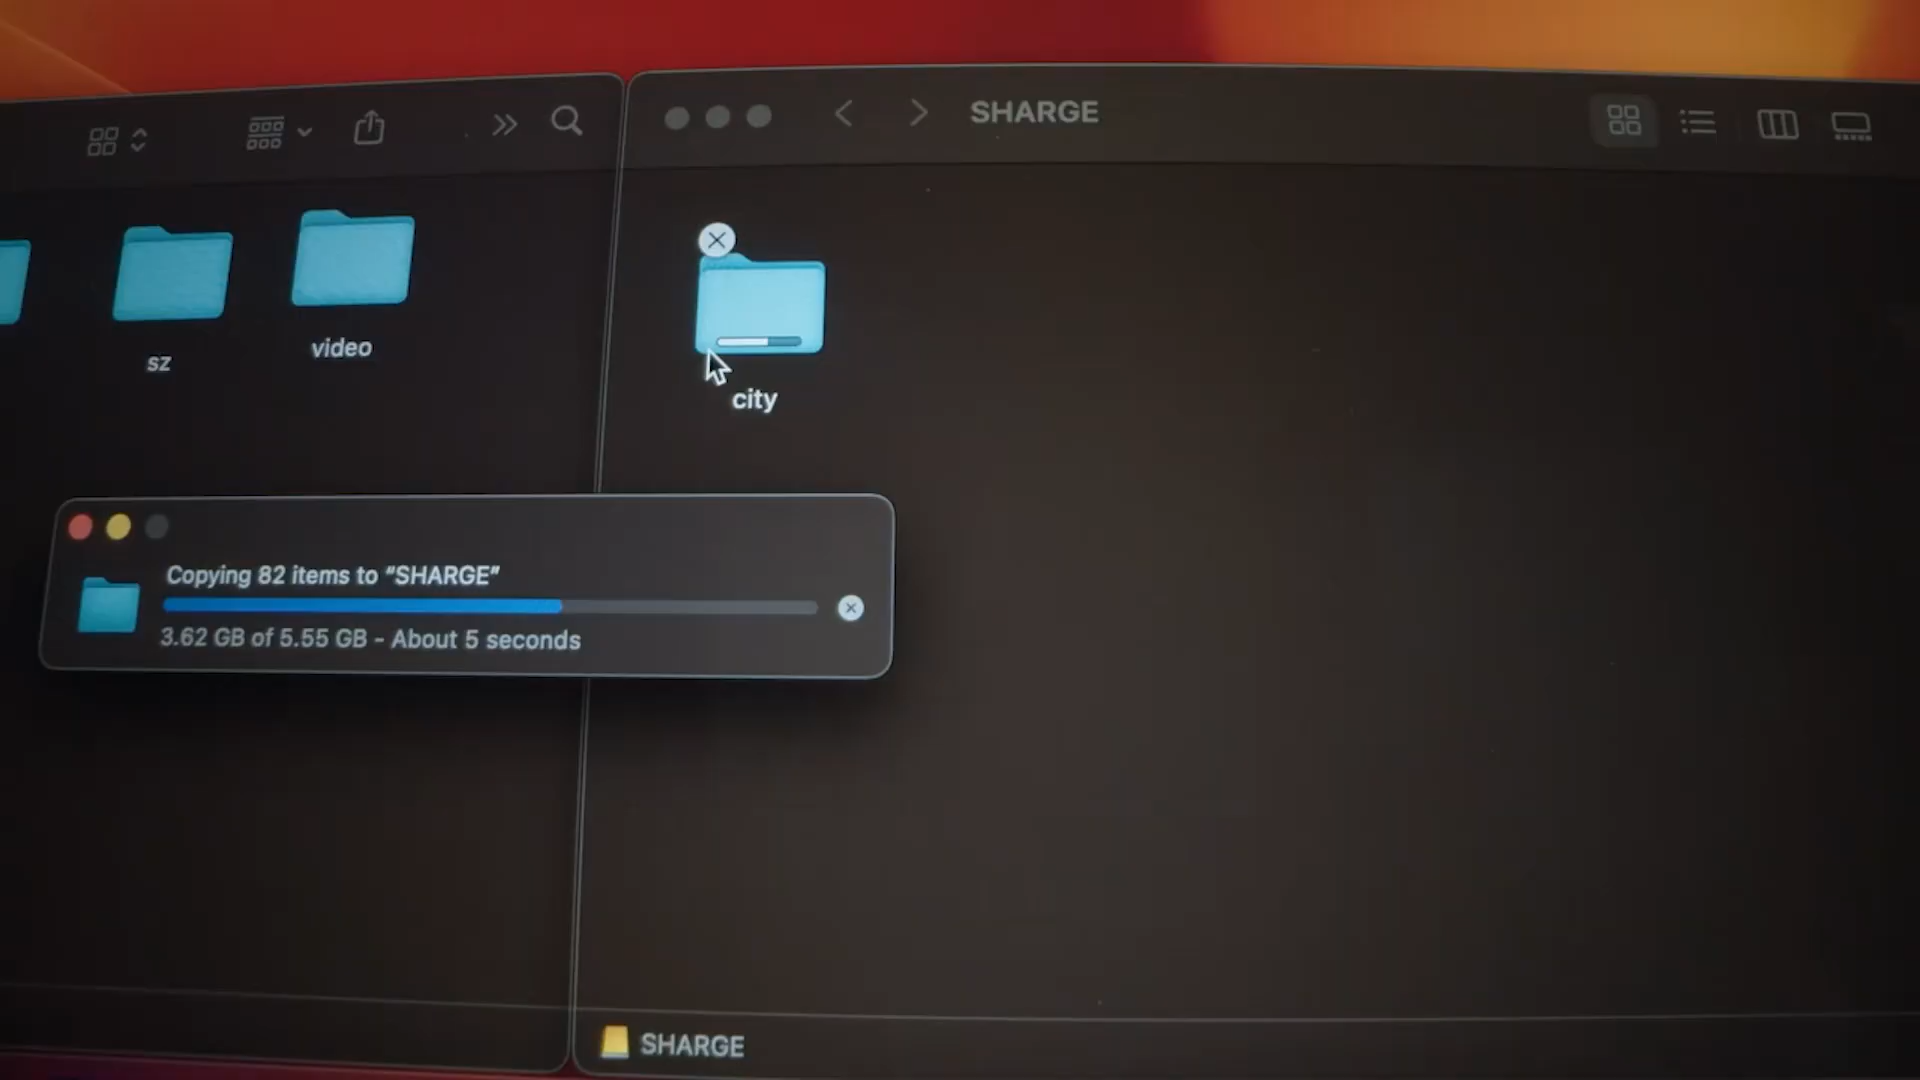 SHARGE
sz
video
city
Copying 82 items to “SHARGE”
3.62 GB of 5.55 GB – About 5 seconds
SHARGE